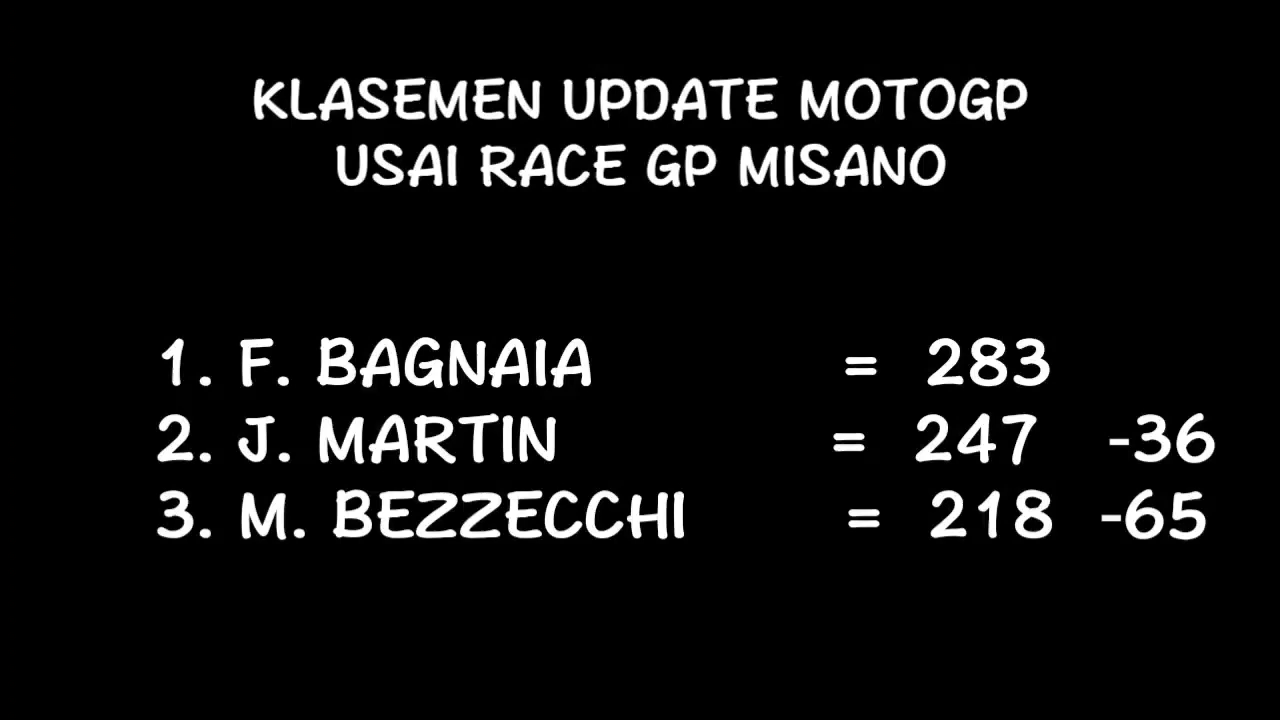 KLASEMEN UPDATE MOTOGP
USAI RACE GP MISANO
1. F. BAGNAIA = 283
2. J. MARTIN = 247 -36
3. M. BEZZECCHI = 218 -65